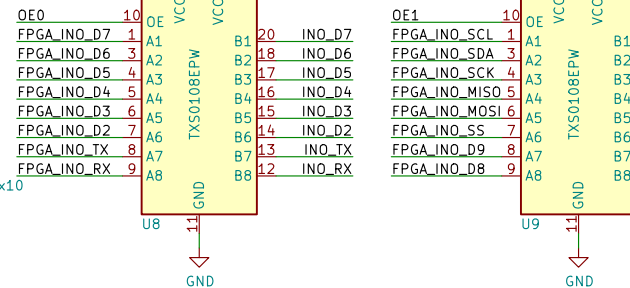 OE0 10 OE VCC VCC
FPGA_INO_D7 1 A1 B1 20 INO_D7
FPGA_INO_D6 3 A2 B2 18 INO_D6
FPGA_INO_D5 4 A3 B3 17 INO_D5
FPGA_INO_D4 5 A4 B4 16 INO_D4
FPGA_INO_D3 6 A5 B5 15 INO_D3
FPGA_INO_D2 7 A6 B6 14 INO_D2
FPGA_INO_TX 8 A7 B7 13 INO_TX
FPGA_INO_RX 9 A8 B8 12 INO_RX
TXS0108EPW
x10
GND
U8 11
GND
OE1 10 OE VCC
FPGA_INO_SCL 1 A1 B1
FPGA_INO_SDA 3 A2 B2
FPGA_INO_SCK 4 A3 B3
FPGA_INO_MISO 5 A4 B4
FPGA_INO_MOSI 6 A5 B5
FPGA_INO_SS 7 A6 B6
FPGA_INO_D9 8 A7 B7
FPGA_INO_D8 9 A8 B8
TXS0108EPW
GND
U9 11
GND